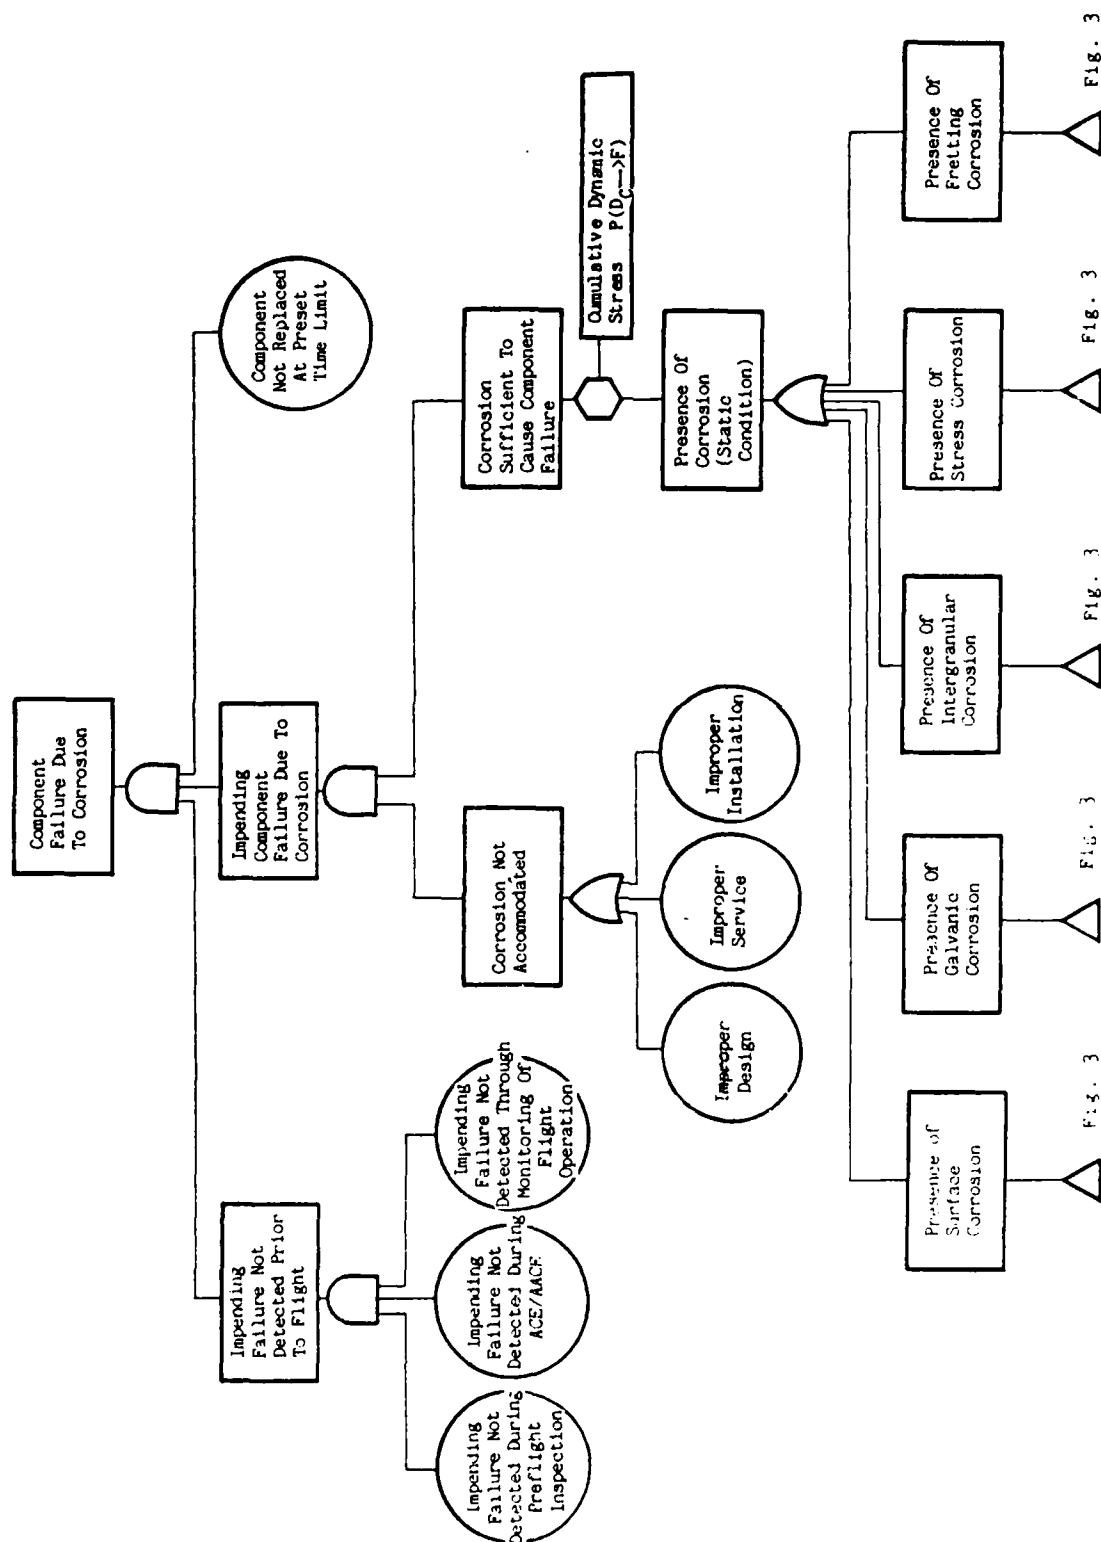 Component
Failure Due
To Corrosion
Impending
Failure Not
Detected Prior
To Flight
Impending
Component
Failure Due To
Corrosion
Component
Not Replaced
At Preset
Time Limit
Impending
Failure Not
Detected During
Preflight
Inspection
Impending
Failure Not
Detected During
ACE/AACE
Impending
Failure Not
Detected Through
Monitoring Of
Flight
Operation
Corrosion Not
Accommodated
Corrosion
Sufficient To
Cause Component
Failure
Cumulative Dynamic
Stress P(DC—>F)
Improper
Design
Improper
Service
Improper
Installation
Presence Of
Corrosion
(Static
Condition)
Presence of
Surface
Corrosion
Presence Of
Galvanic
Corrosion
Presence Of
Intergranular
Corrosion
Presence Of
Stress Corrosion
Presence Of
Fretting
Corrosion
Fig. 3
Fig. 3
Fig. 3
Fig. 3
Fig. 3